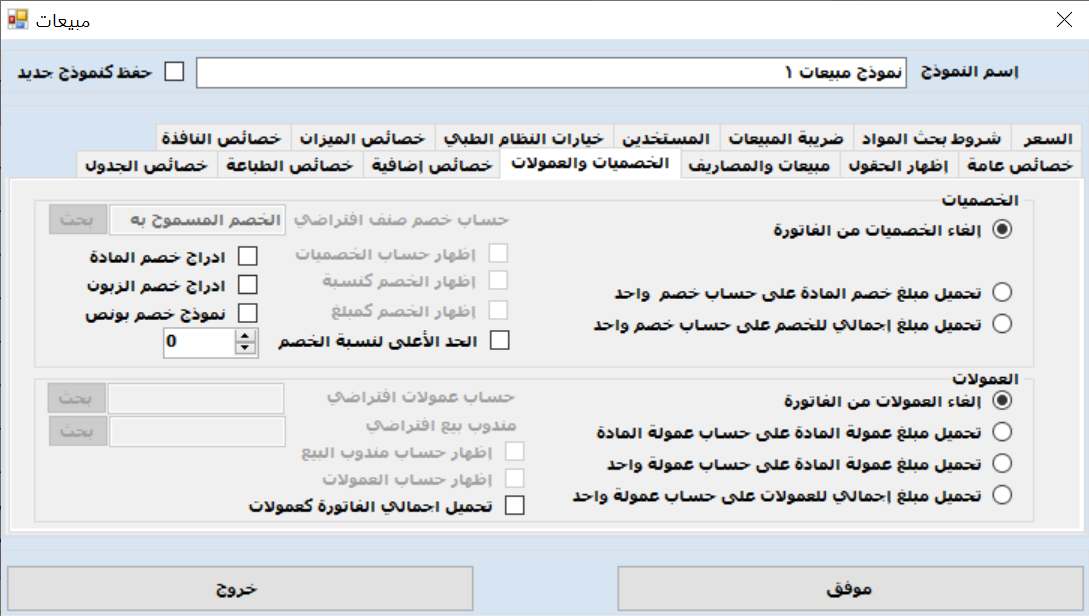 مبيعات
إسم النموذج نموذج مبيعات ١ حفظ كنموذج جديد
السعر شروط بحث المواد ضريبة المبيعات المستخدين خيارات النظام الطبي خصائص الميزان خصائص النافذة
خصائص عامة إظهار الحقول مبيعات والمصاريف الخصميات والعمولات خصائص إضافية خصائص الطباعة خصائص الجدول
الخصميات
إلغاء الخصميات من الفاتورة
تحميل مبلغ خصم المادة على حساب خصم واحد
تحميل مبلغ إجمالي للخصم على حساب خصم واحد
حساب خصم صنف افتراضي الخصم المسموح به بحث
إظهار حساب الخصميات
إظهار الخصم كنسبة
إظهار الخصم كمبلغ
الحد الأعلى لنسبة الخصم
ادراج خصم المادة
ادراج خصم الزبون
نموذج خصم بونص
0
العمولات
إلغاء العمولات من الفاتورة
تحميل مبلغ عمولة المادة على حساب عمولة المادة
تحميل مبلغ عمولة المادة على حساب عمولة واحد
تحميل مبلغ إجمالي للعمولات على حساب عمولة واحد
حساب عمولات افتراضي بحث
مندوب بيع افتراضي بحث
إظهار حساب مندوب البيع
إظهار حساب العمولات
تحميل اجمالي الفاتورة كعمولات
موفق خروج